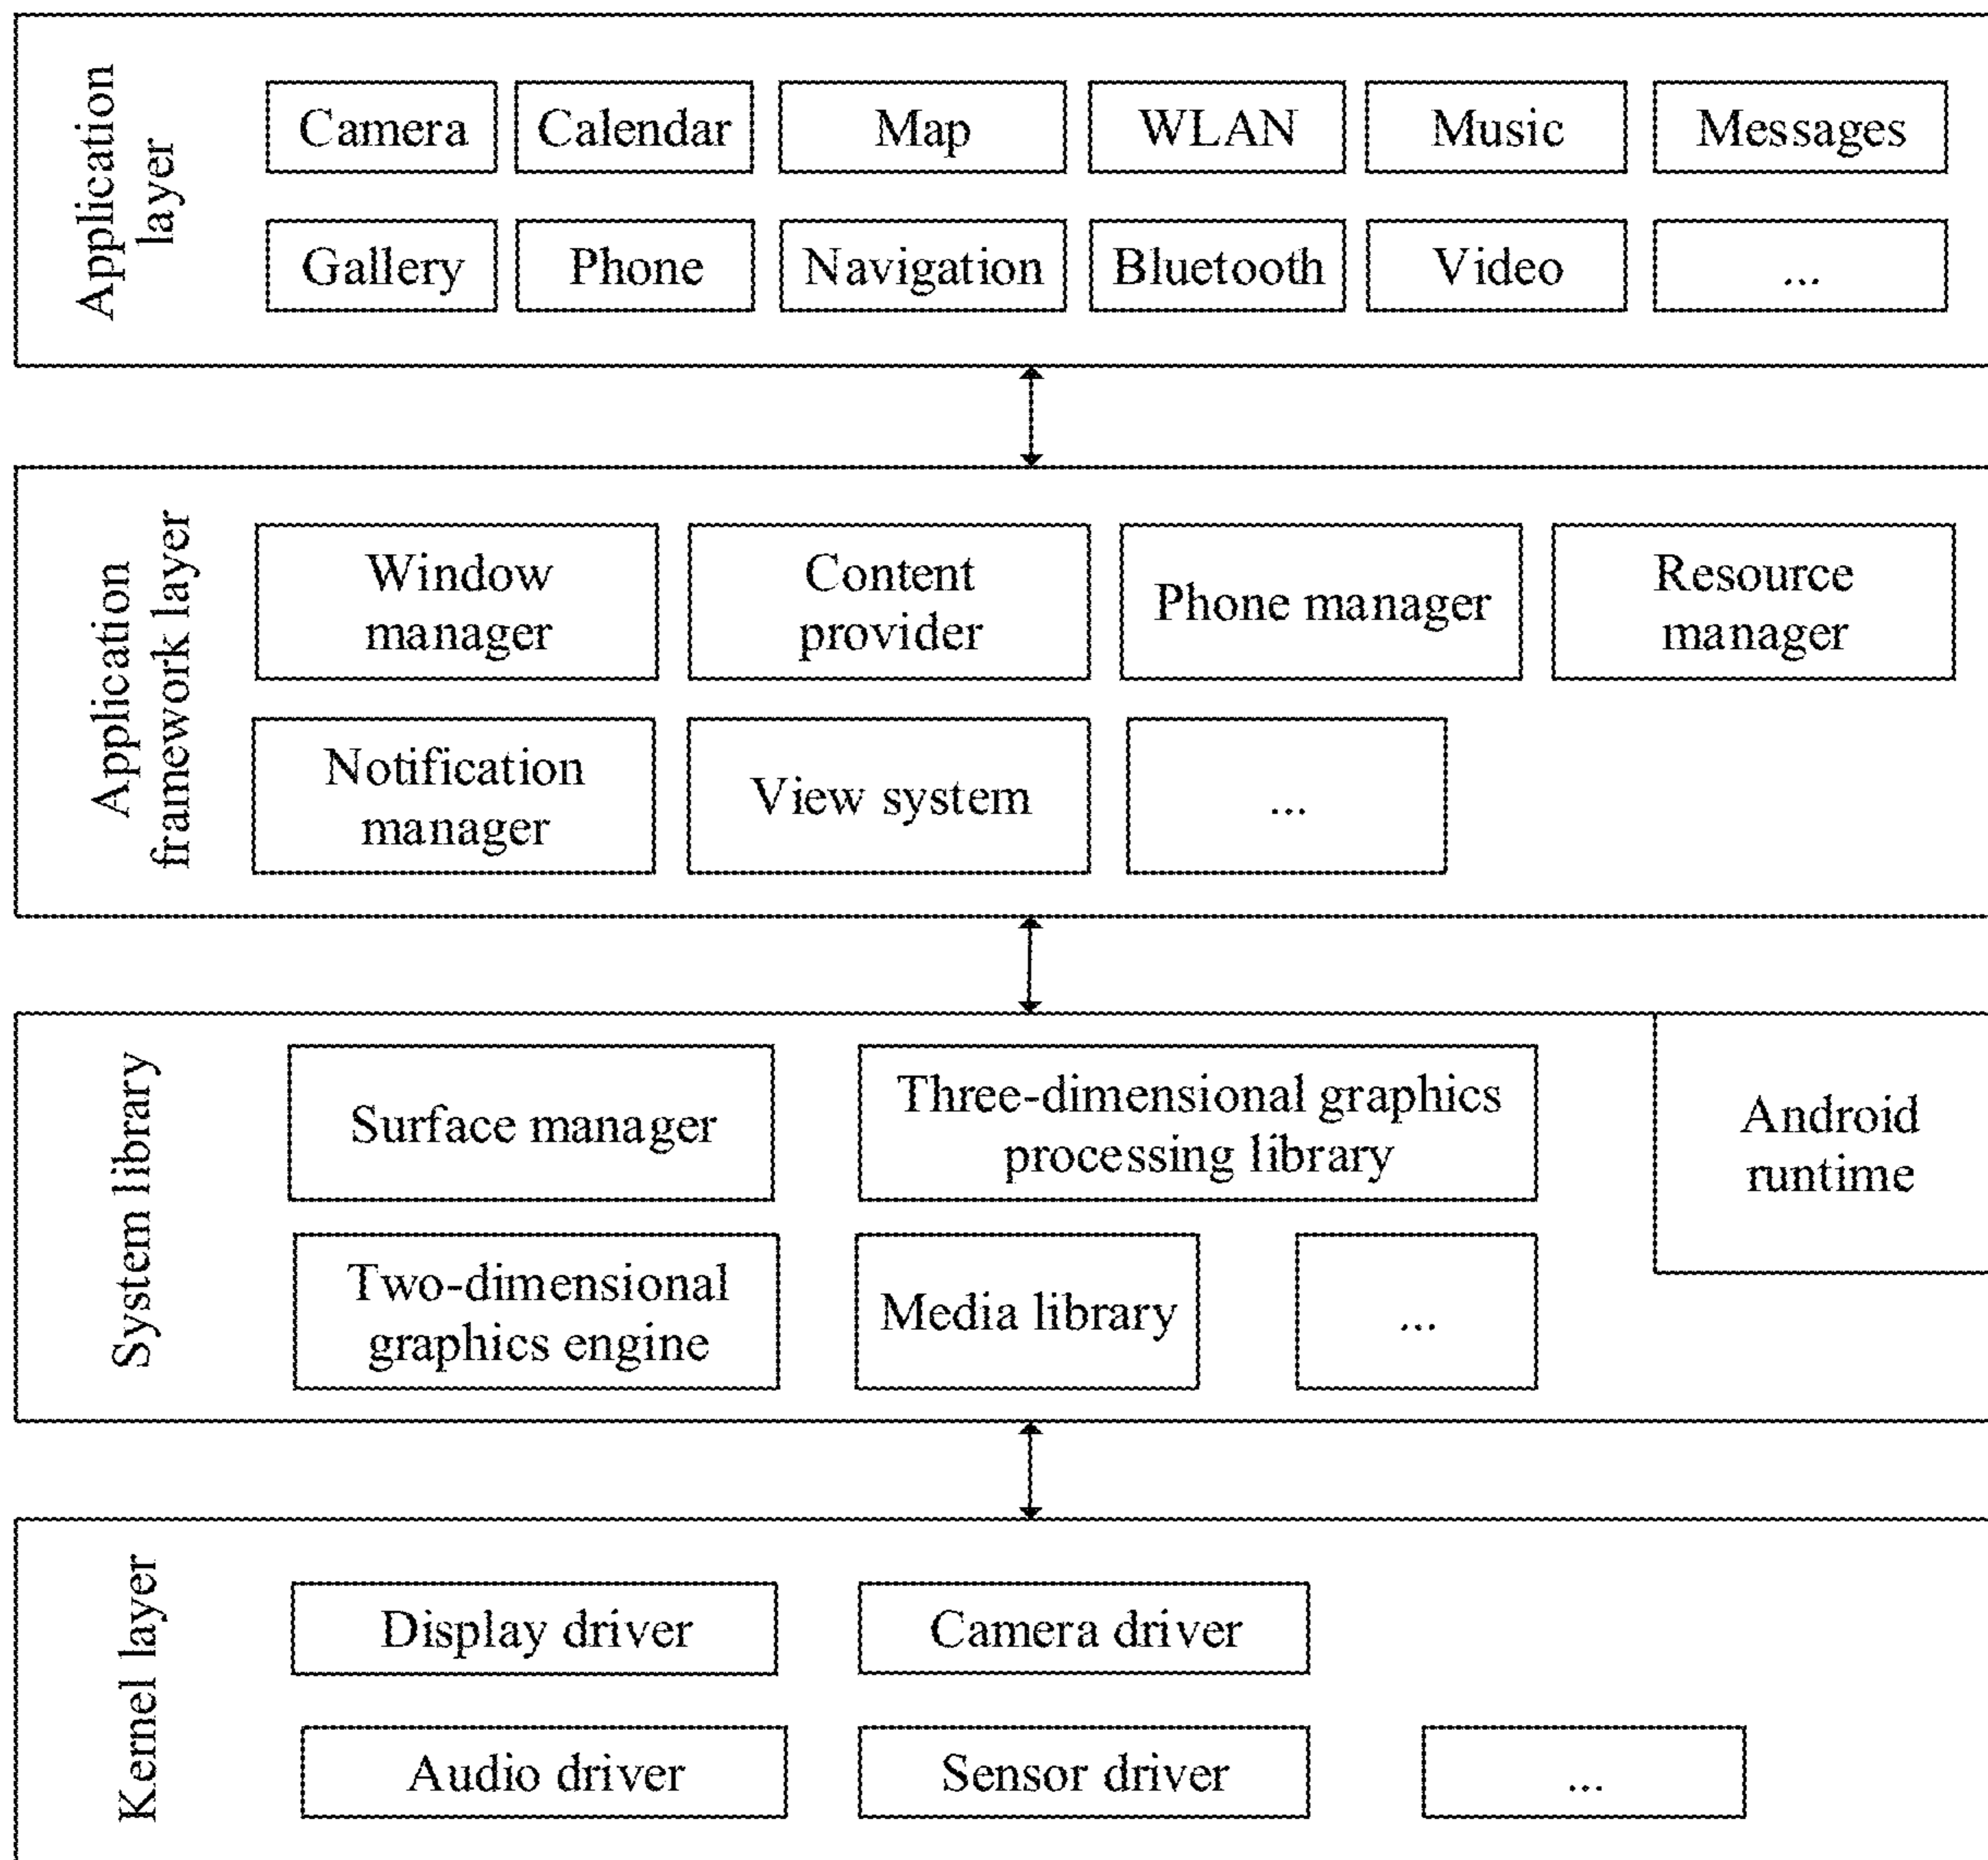 Application
layer
Camera
Calendar
Map
WLAN
Music
Messages
Gallery
Phone
Navigation
Bluetooth
Video
...
Application
framework layer
Window
manager
Content
provider
Phone manager
Resource
manager
Notification
manager
View system
...
System library
Surface manager
Three-dimensional graphics
processing library
Android
runtime
Two-dimensional
graphics engine
Media library
...
Kernel layer
Display driver
Camera driver
Audio driver
Sensor driver
...